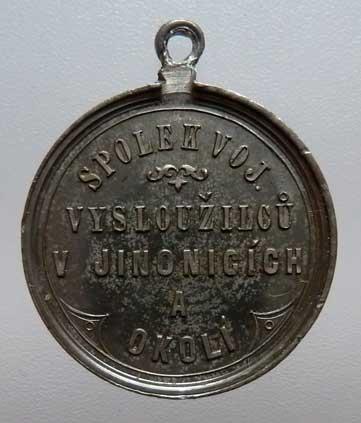 SPOLEK VOJ.
VYSLOUŽILCŮ
V JINONICÍCH
A
OKOLÍ